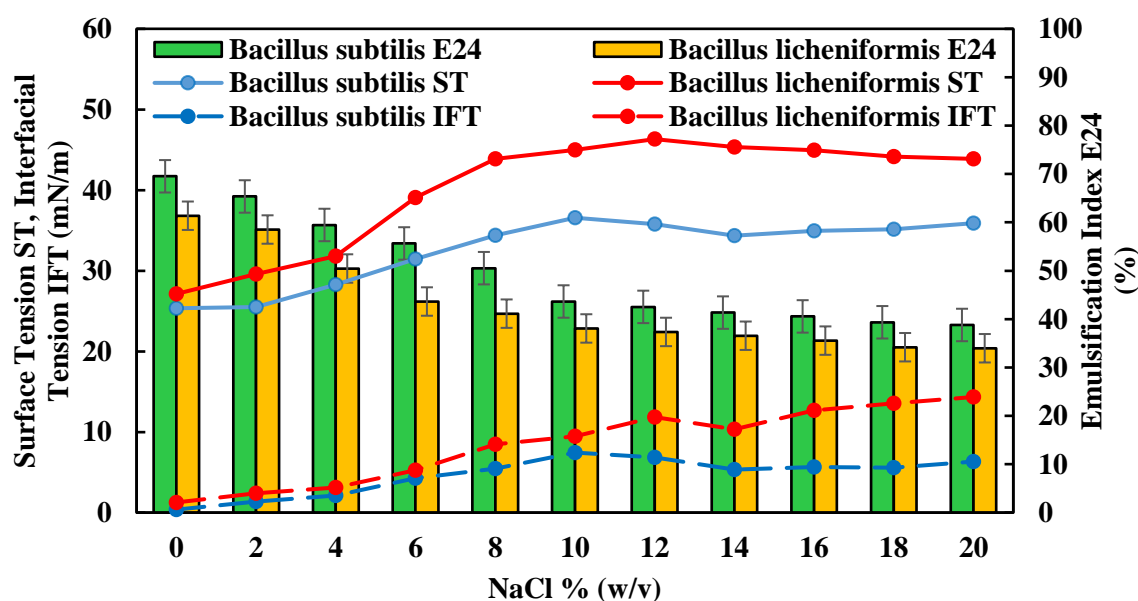 Bacillus subtilis E24
Bacillus licheniformis E24
Bacillus subtilis ST
Bacillus licheniformis ST
Bacillus subtilis IFT
Bacillus licheniformis IFT
Surface Tension ST, Interfacial
Tension IFT (mN/m)
60
50
40
30
20
10
0
100
90
80
70
60
50
40
30
20
10
0
Emulsification Index E24
(%)
0 2 4 6 8 10 12 14 16 18 20
NaCl % (w/v)